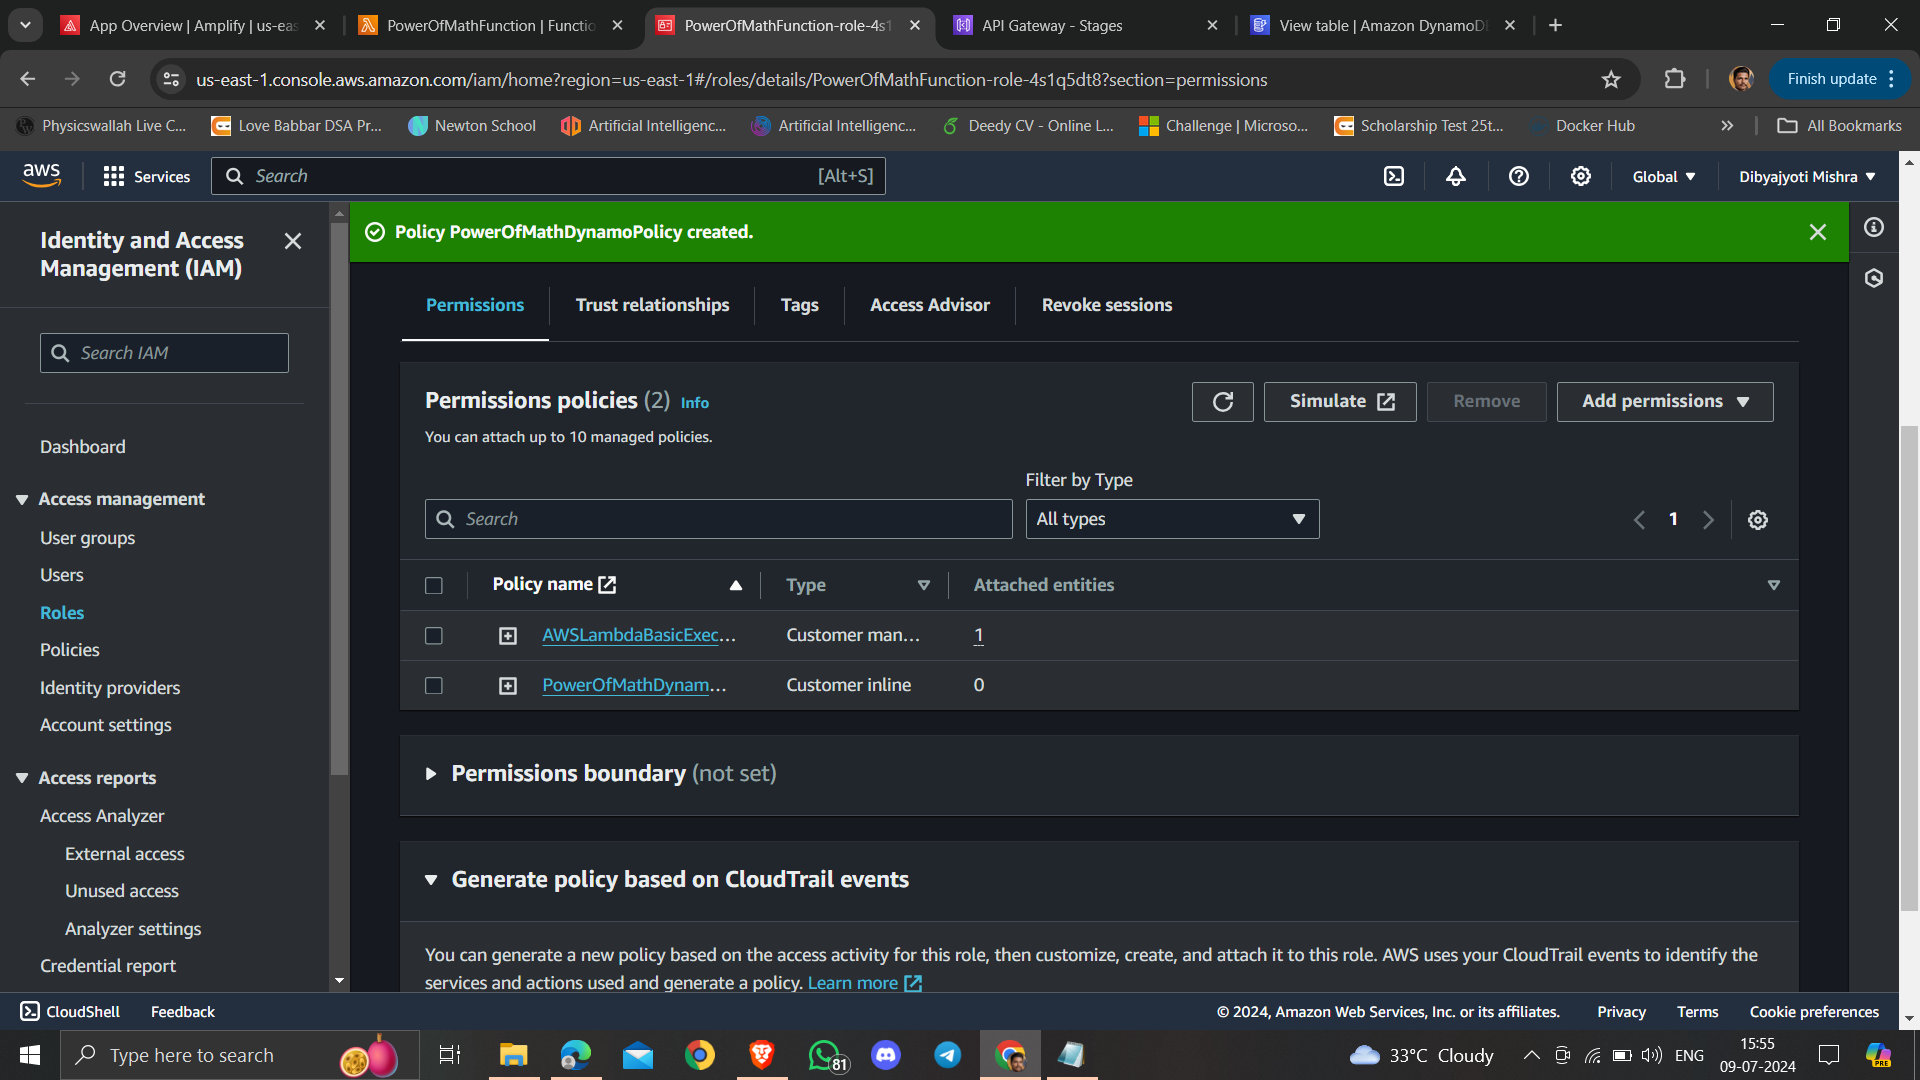 App Overview | Amplify | us-eas
PowerOfMathFunction | Functio
PowerOfMathFunction-role-4s1
API Gateway - Stages
View table | Amazon DynamoDB
us-east-1.console.aws.amazon.com/iam/home?region=us-east-1#/roles/details/PowerOfMathFunction-role-4s1q5dt8?section=permissions
Finish update
Physicswallah Live C...
Love Babbar DSA Pr...
Newton School
Artificial Intelligenc...
Artificial Intelligenc...
Deedy CV - Online L...
Challenge | Microso...
Scholarship Test 25t...
Docker Hub
All Bookmarks
aws
Services
Search
[Alt+S]
Global
Dibyajyoti Mishra
Identity and Access
Management (IAM)
Search IAM
Dashboard
Access management
User groups
Users
Roles
Policies
Identity providers
Account settings
Access reports
Access Analyzer
External access
Unused access
Analyzer settings
Credential report
Policy PowerOfMathDynamoPolicy created.
Permissions
Trust relationships
Tags
Access Advisor
Revoke sessions
Permissions policies (2) Info
You can attach up to 10 managed policies.
Simulate
Remove
Add permissions
Filter by Type
Search
All types
1
Policy name
Type
Attached entities
AWSLambdaBasicExec... Customer man... 1
PowerOfMathDynam... Customer inline 0
Permissions boundary (not set)
Generate policy based on CloudTrail events
You can generate a new policy based on the access activity for this role, then customize, create, and attach it to this role. AWS uses your CloudTrail events to identify the
services and actions used and generate a policy. Learn more
CloudShell
Feedback
© 2024, Amazon Web Services, Inc. or its affiliates.
Privacy
Terms
Cookie preferences
Type here to search
81
33°C Cloudy
ENG
15:55
09-07-2024
PRE